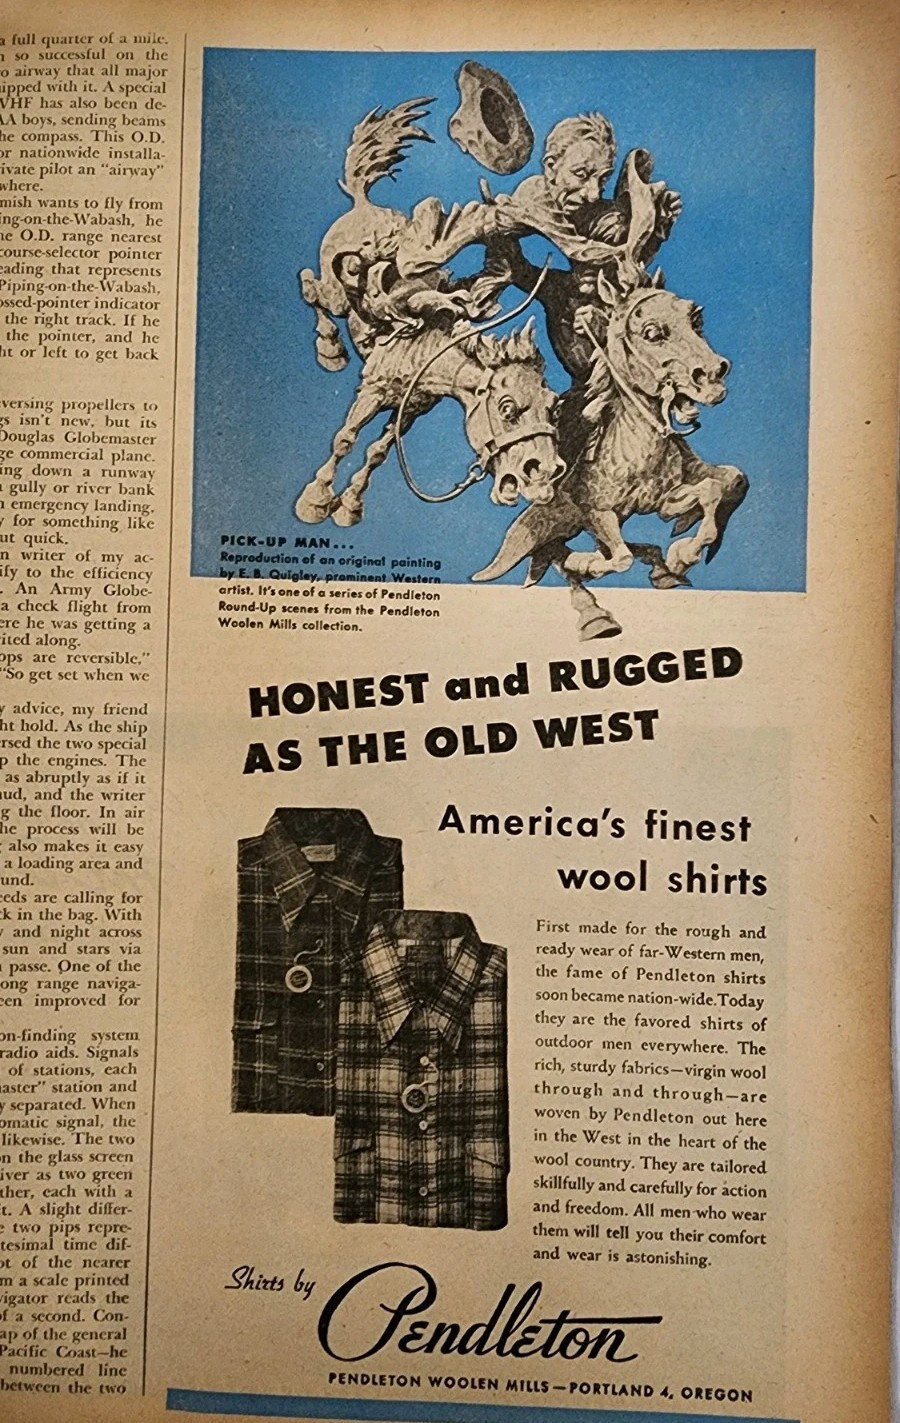 a full quarter of a mile.
so successful on the
airway that all major
ipped with it. A special
VHF has also been de-
AA boys, sending beams
he compass. This O.D.
or nationwide installa-
ivate pilot an "airway"
where.
mish wants to fly from
ing-on-the-Wabash, he
he O.D. range nearest
course-selector pointer
eading that represents
Piping-on-the-Wabash,
ossed-pointer indicator
the right track. If he
the pointer, and he
ht or left to get back
eversing propellers to
gs isn't new, but its
Douglas Globemaster
ge commercial plane.
ing down a runway
gully or river bank
n emergency landing,
y for something like
ut quick.
n writer of my ac-
ify to the efficiency
. An Army Globe-
a check flight from
ere he was getting a
ited along.
ops are reversible,"
"So get set when we
y advice, my friend
ht hold. As the ship
rsed the two special
p the engines. The
as abruptly as if it
ud, and the writer
g the floor. In air
he process will be
also makes it easy
a loading area and
und.
eeds are calling for
ck in the bag. With
y and night across
sun and stars via
passe. One of the
ong range naviga-
een improved for
on-finding system
radio aids. Signals
of stations, each
aster" station and
y separated. When
omatic signal, the
likewise. The two
on the glass screen
iver as two green
ther, each with a
t. A slight differ-
e two pips repre-
tesimal time dif-
ot of the nearer
m a scale printed
vigator reads the
of a second. Con-
ap of the general
Pacific Coast—he
numbered line
between the two
PICK-UP MAN...
Reproduction of an original painting
by E. B. Quigley, prominent Western
artist. It's one of a series of Pendleton
Round-Up scenes from the Pendleton
Woolen Mills collection.
HONEST and RUGGED
AS THE OLD WEST
America's finest
wool shirts
First made for the rough and
ready wear of far-Western men,
the fame of Pendleton shirts
soon became nation-wide. Today
they are the favored shirts of
outdoor men everywhere. The
rich, sturdy fabrics—virgin wool
through and through—are
woven by Pendleton out here
in the West in the heart of the
wool country. They are tailored
skillfully and carefully for action
and freedom. All men who wear
them will tell you their comfort
and wear is astonishing.
Shirts by
Pendleton
PENDLETON WOOLEN MILLS—PORTLAND 4, OREGON